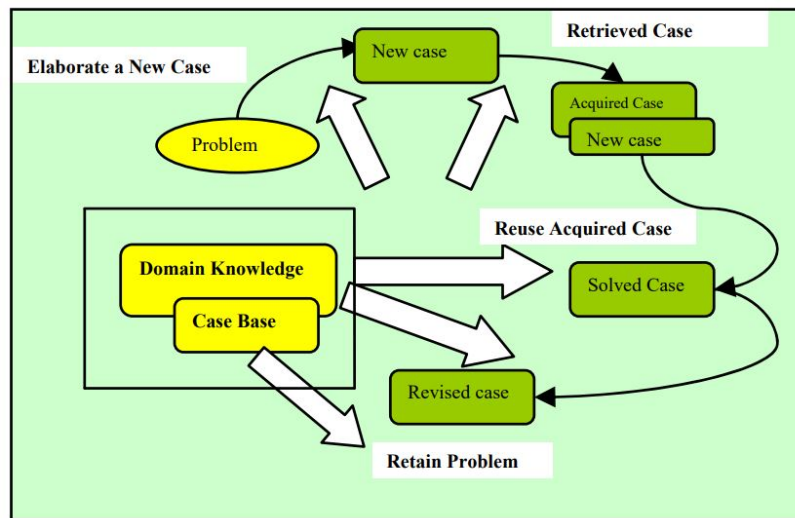 Retrieved Case
New case
Elaborate a New Case
Acquired Case
New case
Problem
Reuse Acquired Case
Domain Knowledge
Solved Case
Case Base
Revised case
Retain Problem